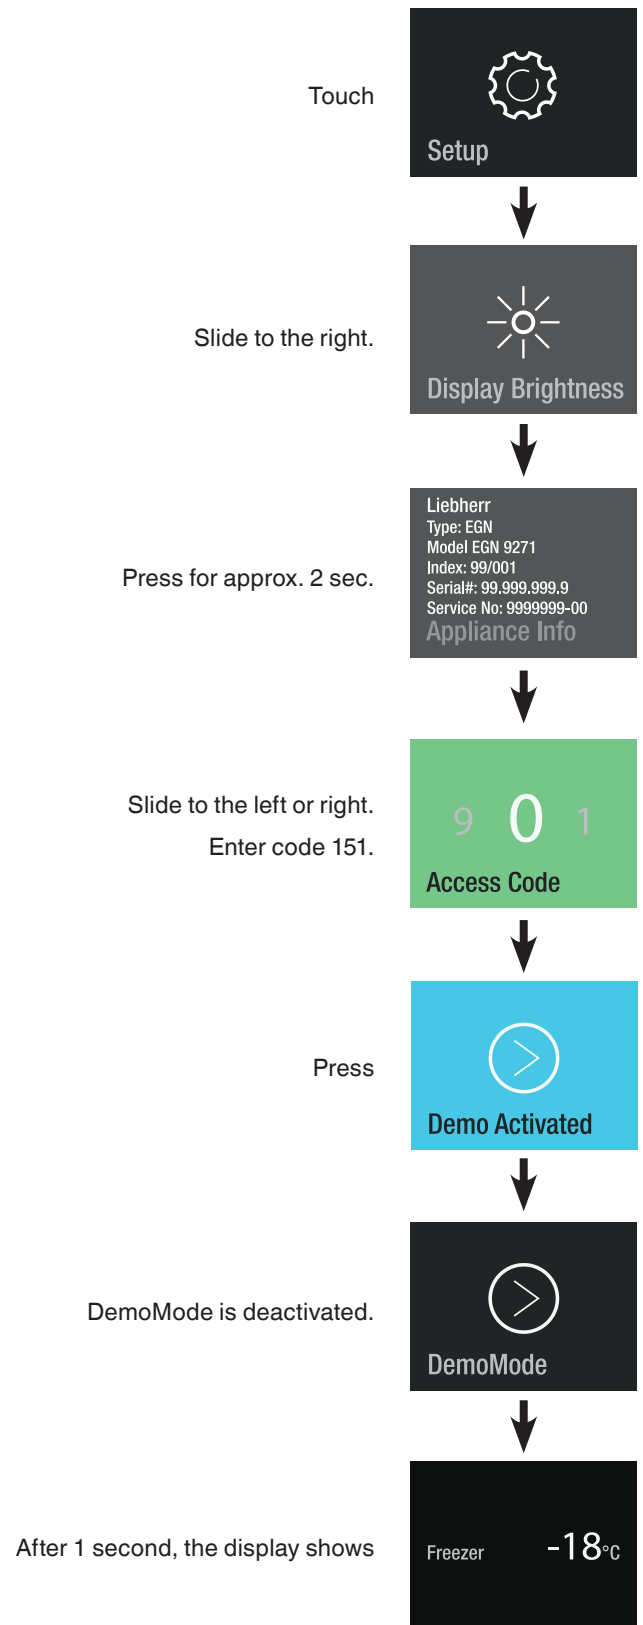 Touch
Setup
Slide to the right.
Display Brightness
Press for approx. 2 sec.
Liebherr
Type: EGN
Model EGN 9271
Index: 99/001
Serial#: 99.999.999.9
Service No: 9999999-00
Appliance Info
Slide to the left or right.
Enter code 151.
9 0 1
Access Code
Press
Demo Activated
DemoMode is deactivated.
DemoMode
After 1 second, the display shows
Freezer -18°C